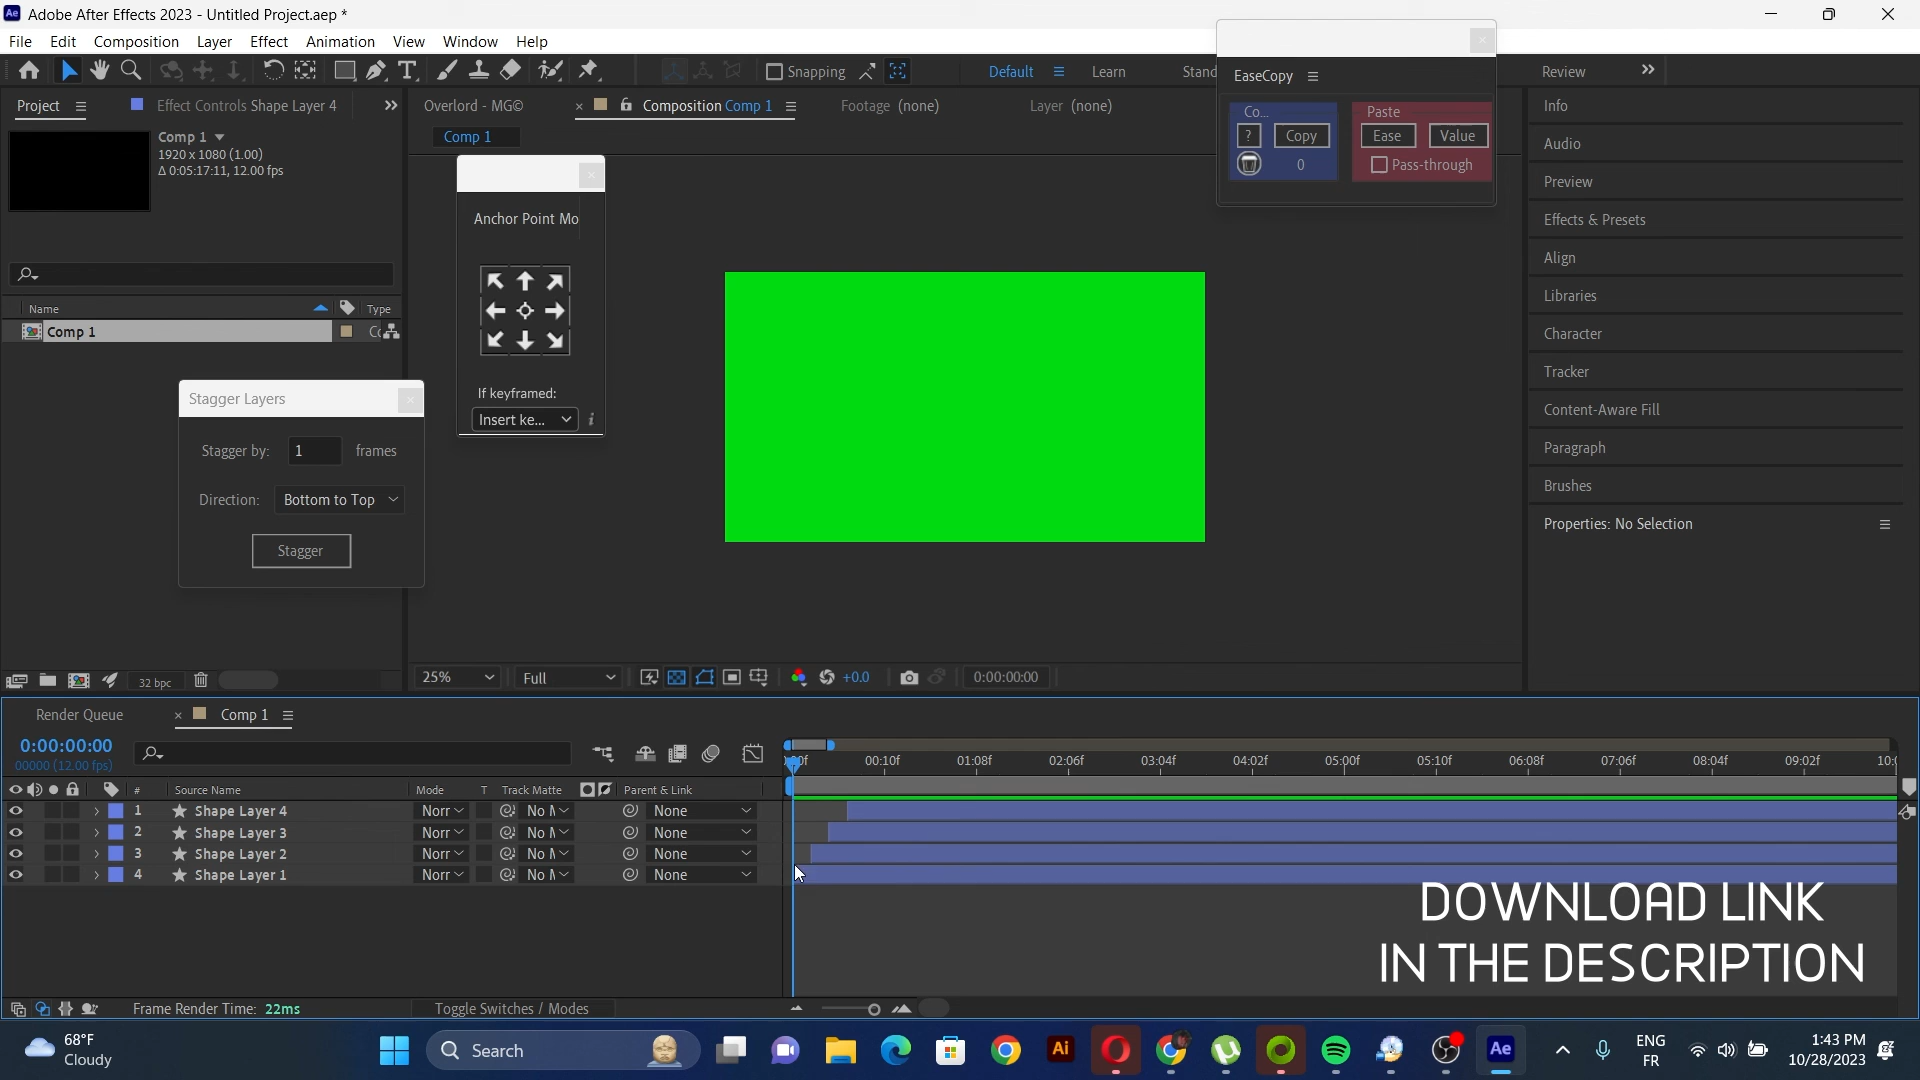 Ae Adobe After Effects 2023 - Untitled Project.aep *
File Edit Composition Layer Effect Animation View Window Help
Snapping Default Learn Stand Review
EaseCopy
Co... Paste
? Copy Ease Value
0 Pass-through
Project Effect Controls Shape Layer 4
Overlord - MG© Composition Comp 1 Footage (none) Layer (none)
Comp 1
1920 x 1080 (1.00)
Δ 0:05:17:11, 12.00 fps
Comp 1
Name Type
Comp 1
Anchor Point Mo
If keyframed:
Insert ke...
Stagger Layers
Stagger by: 1 frames
Direction: Bottom to Top
Stagger
Info
Audio
Preview
Effects & Presets
Align
Libraries
Character
Tracker
Content-Aware Fill
Paragraph
Brushes
Properties: No Selection
32 bpc
25% Full +0.0 0:00:00:00
Render Queue Comp 1
0:00:00:00
00000 (12.00 fps)
00:10f 01:08f 02:06f 03:04f 04:02f 05:00f 05:10f 06:08f 07:06f 08:04f 09:02f 10:
# Source Name Mode T Track Matte Parent & Link
1 Shape Layer 4 Norr No M None
2 Shape Layer 3 Norr No M None
3 Shape Layer 2 Norr No M None
4 Shape Layer 1 Norr No M None
DOWNLOAD LINK
IN THE DESCRIPTION
Frame Render Time: 22ms Toggle Switches / Modes
68°F
Cloudy
Search
Ai
Ae
ENG
FR
1:43 PM
10/28/2023